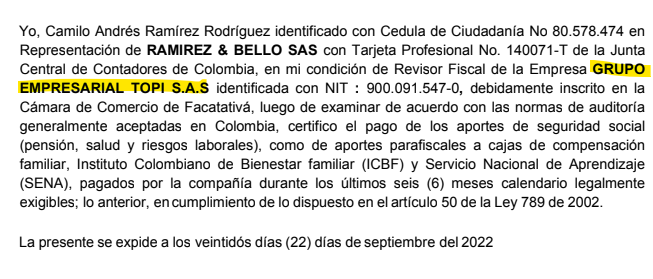 Yo, Camilo Andrés Ramírez Rodríguez identificado con Cedula de Ciudadanía No 80.578.474 en
Representación de RAMIREZ & BELLO SAS con Tarjeta Profesional No. 140071-T de la Junta
Central de Contadores de Colombia, en mi condición de Revisor Fiscal de la Empresa GRUPO
EMPRESARIAL TOPI S.A.S identificada con NIT : 900.091.547-0, debidamente inscrito en la
Cámara de Comercio de Facatativá, luego de examinar de acuerdo con las normas de auditoría
generalmente aceptadas en Colombia, certifico el pago de los aportes de seguridad social
(pensión, salud y riesgos laborales), como de aportes parafiscales a cajas de compensación
familiar, Instituto Colombiano de Bienestar familiar (ICBF) y Servicio Nacional de Aprendizaje
(SENA), pagados por la compañía durante los últimos seis (6) meses calendario legalmente
exigibles; lo anterior, en cumplimiento de lo dispuesto en el artículo 50 de la Ley 789 de 2002.
La presente se expide a los veintidós días (22) días de septiembre del 2022